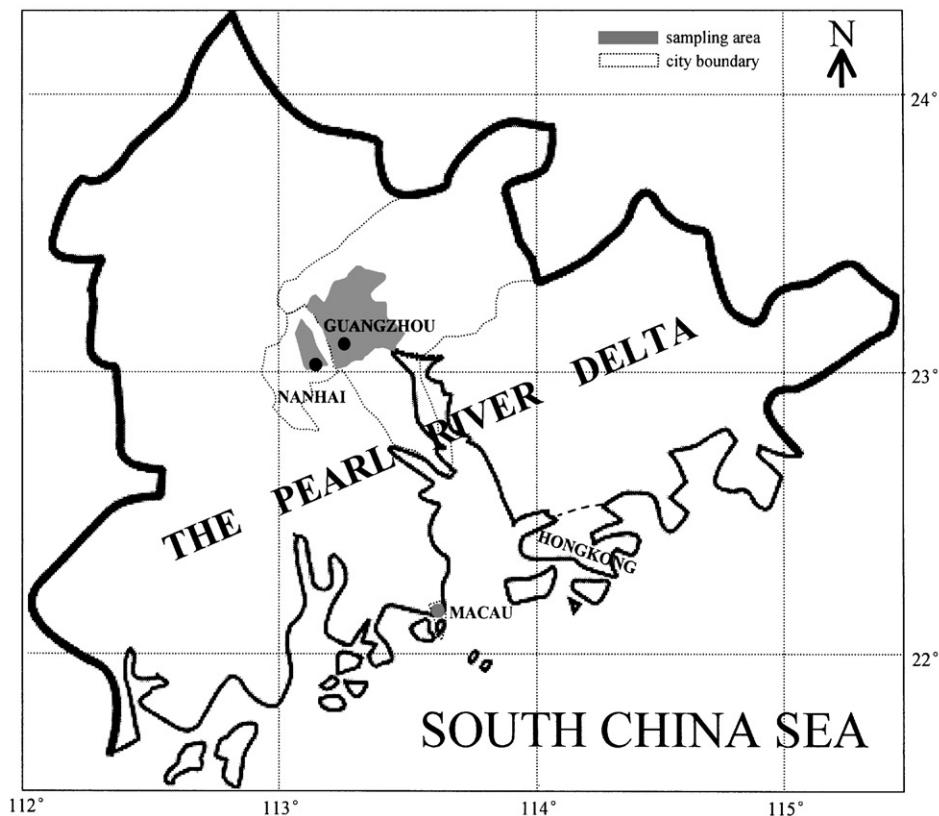 sampling area
city boundary
N
24°
GUANGZHOU
23°
NANHAI
THE PEARL RIVER DELTA
HONGKONG
MACAU
22°
SOUTH CHINA SEA
112°
113°
114°
115°